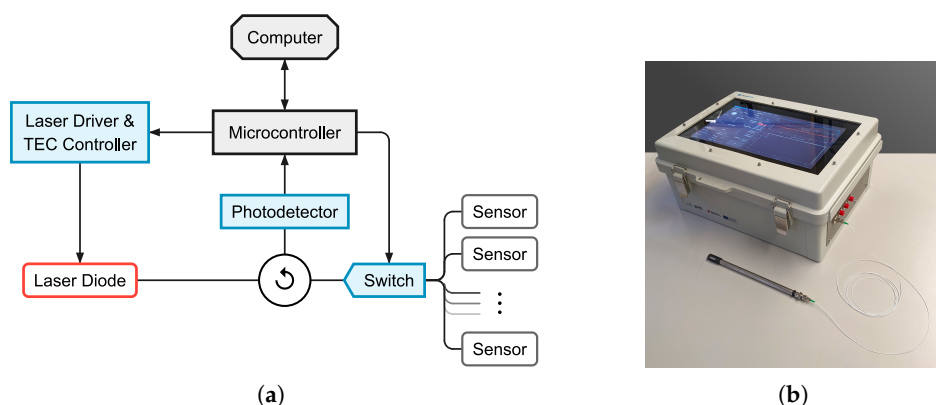 Computer
Laser Driver &
TEC Controller
Microcontroller
Photodetector
Sensor
Sensor
Laser Diode
Switch
Sensor
(a)
(b)